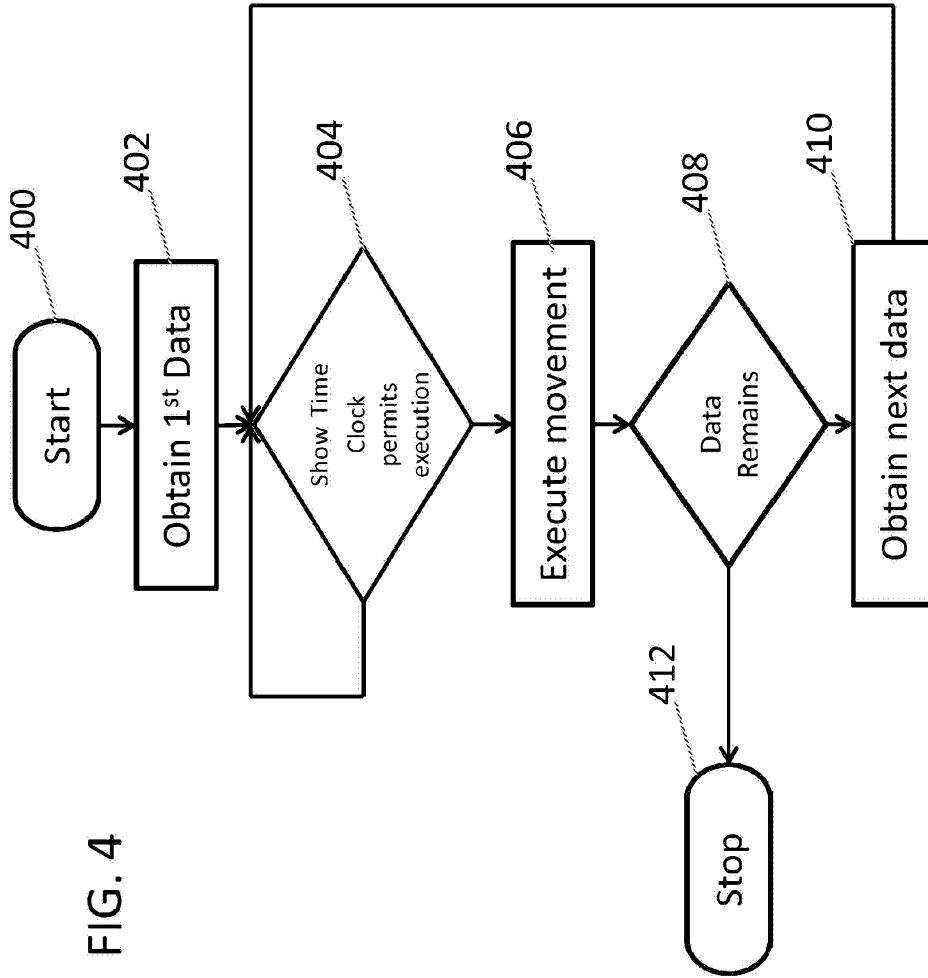 FIG. 4
Start
400
Obtain 1st Data
402
Show Time
Clock
permits
execution
404
Execute movement
406
Data
Remains
408
Obtain next data
410
Stop
412